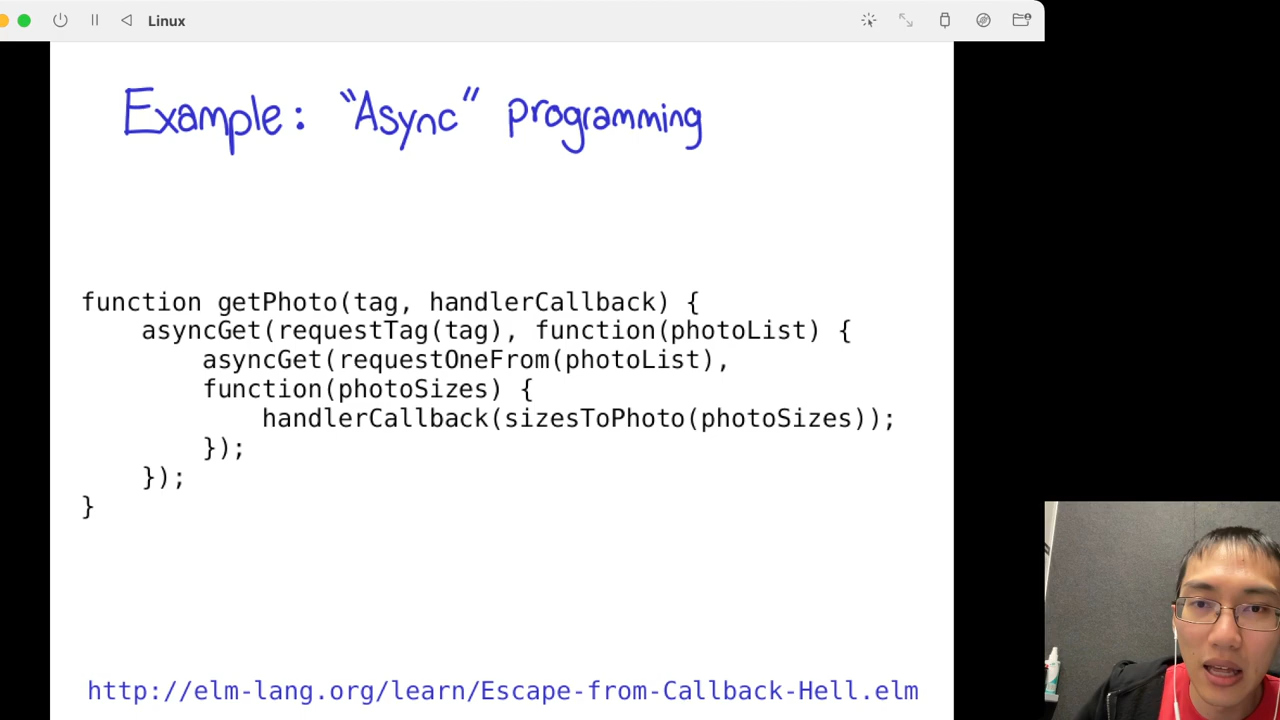 Linux
Example: “Async” programming
function getPhoto(tag, handlerCallback) {
    asyncGet(requestTag(tag), function(photoList) {
        asyncGet(requestOneFrom(photoList),
        function(photoSizes) {
            handlerCallback(sizesToPhoto(photoSizes));
        });
    });
}
http://elm-lang.org/learn/Escape-from-Callback-Hell.elm